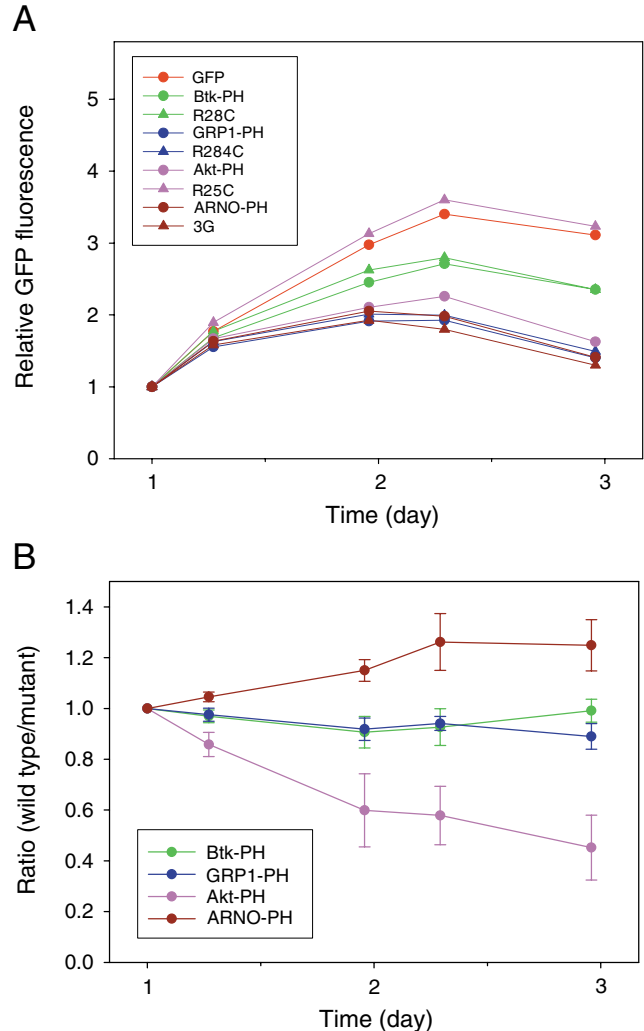 A
Relative GFP fluorescence
5
4
3
2
1
0
GFP
Btk-PH
R28C
GRP1-PH
R284C
Akt-PH
R25C
ARNO-PH
3G
1
2
3
Time (day)
B
Ratio (wild type/mutant)
1.4
1.2
1.0
0.8
0.6
0.4
0.2
0.0
Btk-PH
GRP1-PH
Akt-PH
ARNO-PH
1
2
3
Time (day)